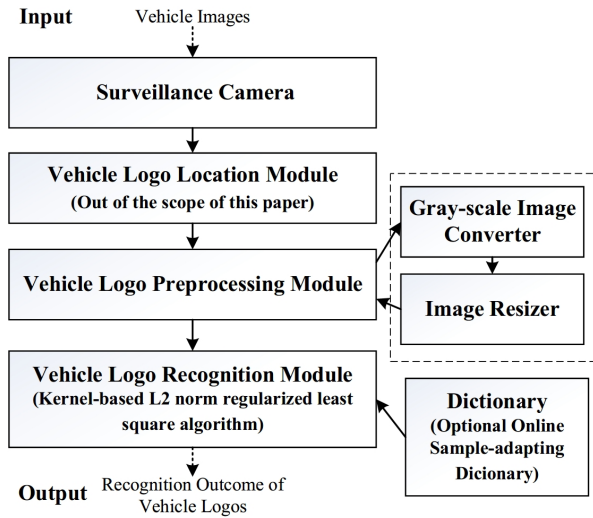 Input
Vehicle Images
Surveillance Camera
Vehicle Logo Location Module
(Out of the scope of this paper)
Gray-scale Image
Converter
Vehicle Logo Preprocessing Module
Image Resizer
Vehicle Logo Recognition Module
(Kernel-based L2 norm regularized least
square algorithm)
Dictionary
(Optional Online
Sample-adapting
Dicionary)
Output
Recognition Outcome of
Vehicle Logos